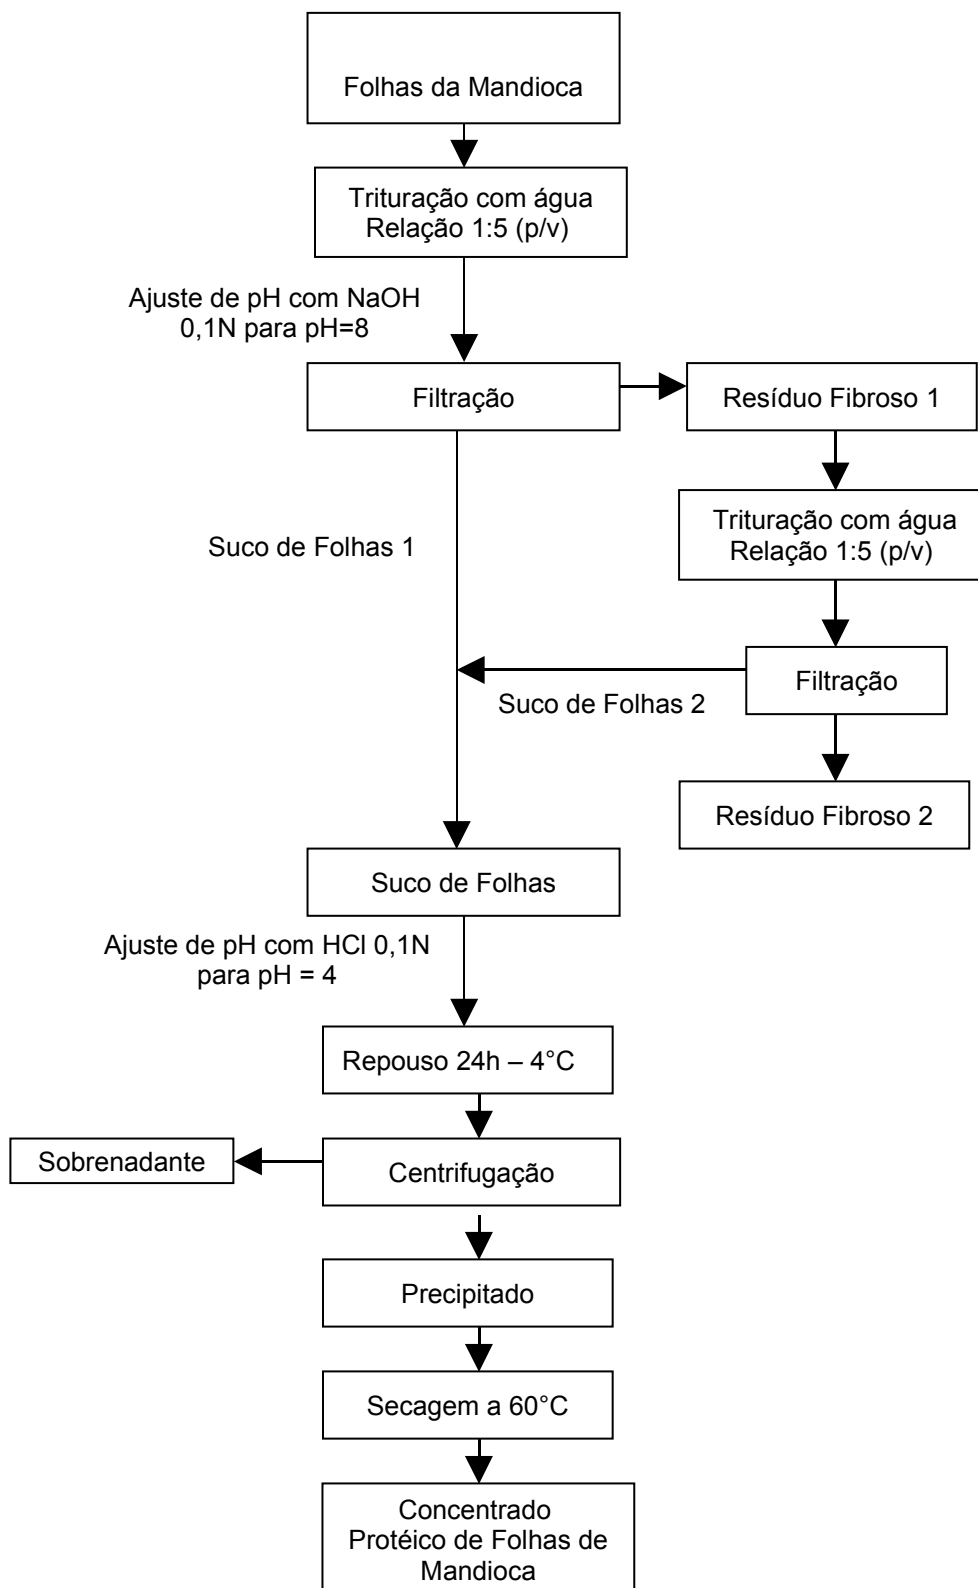 Folhas da Mandioca
Trituração com água
Relação 1:5 (p/v)
Ajuste de pH com NaOH
0,1N para pH=8
Filtração
Resíduo Fibroso 1
Trituração com água
Relação 1:5 (p/v)
Suco de Folhas 1
Filtração
Suco de Folhas 2
Resíduo Fibroso 2
Suco de Folhas
Ajuste de pH com HCl 0,1N
para pH = 4
Repouso 24h – 4°C
Sobrenadante
Centrifugação
Precipitado
Secagem a 60°C
Concentrado
Protéico de Folhas de
Mandioca